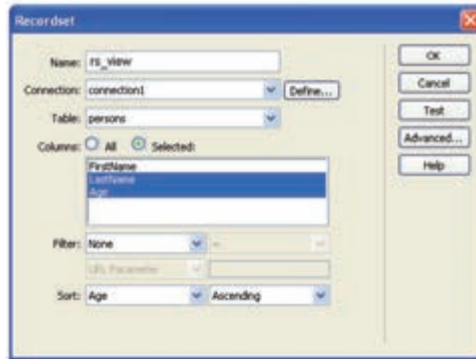 Recordset
Name: rs_view
OK
Connection: connection1 Define...
Cancel
Table: persons
Test
Columns: All Selected:
Advanced...
FirstName
Help
LastName
Age
Filter: None =
URL Parameter
Sort: Age Ascending